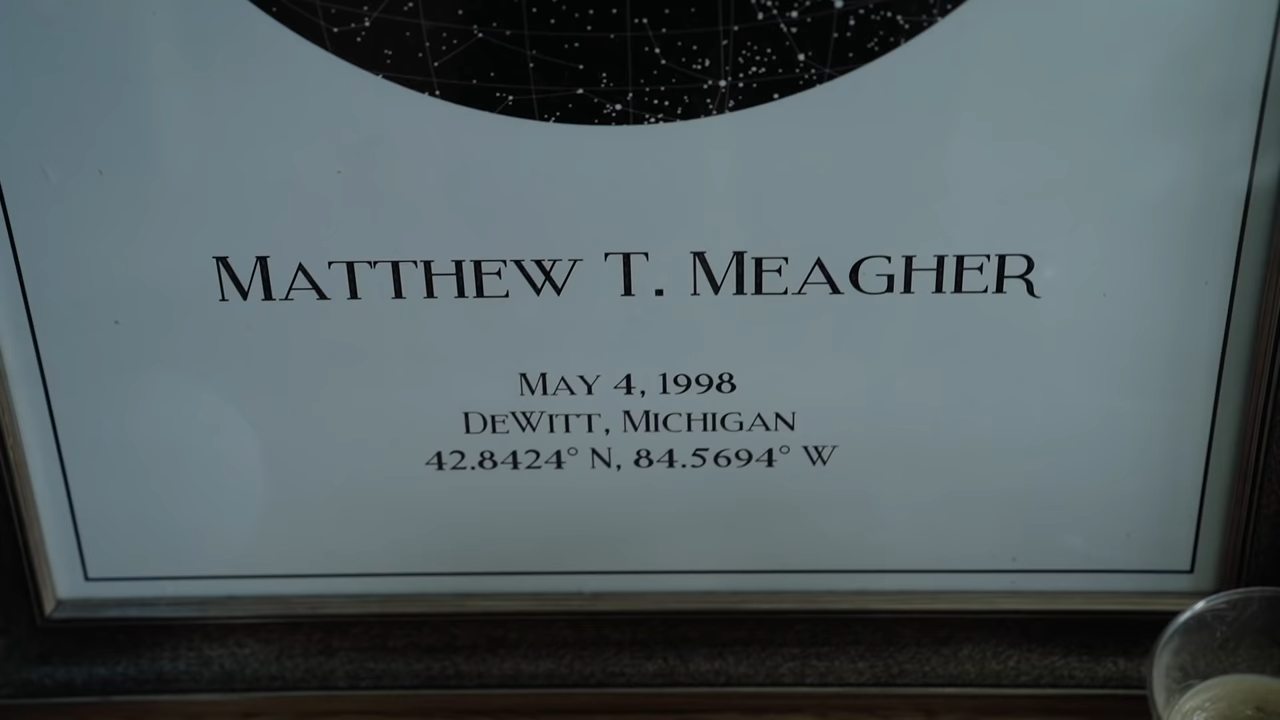 MATTHEW T. MEAGHER
MAY 4, 1998
DEWITT, MICHIGAN
42.8424° N, 84.5694° W